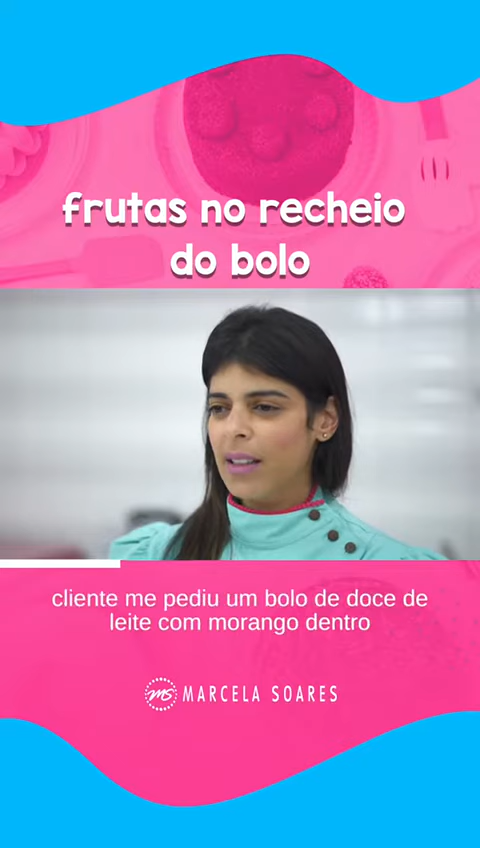 frutas no recheio
do bolo
cliente me pediu um bolo de doce de
leite com morango dentro
ms MARCELA SOARES